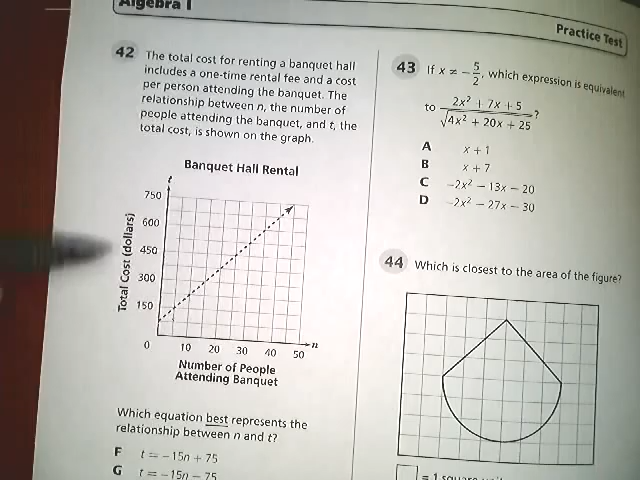 Algebra I
Practice Test
42 The total cost for renting a banquet hall
includes a one-time rental fee and a cost
per person attending the banquet. The
relationship between n, the number of
people attending the banquet, and t, the
total cost, is shown on the graph.
Banquet Hall Rental
t
750
600
450
300
150
0
10 20 30 40 50
n
Total Cost (dollars)
Number of People
Attending Banquet
Which equation best represents the
relationship between n and t?
F t = −15n + 75
G t = −15n − 75
43 If x ≠ −5/2, which expression is equivalent
to (2x² + 7x + 5)/√(4x² + 20x + 25)?
A x + 1
B x + 7
C −2x² − 13x − 20
D −2x² − 27x − 30
44 Which is closest to the area of the figure?
= 1 square